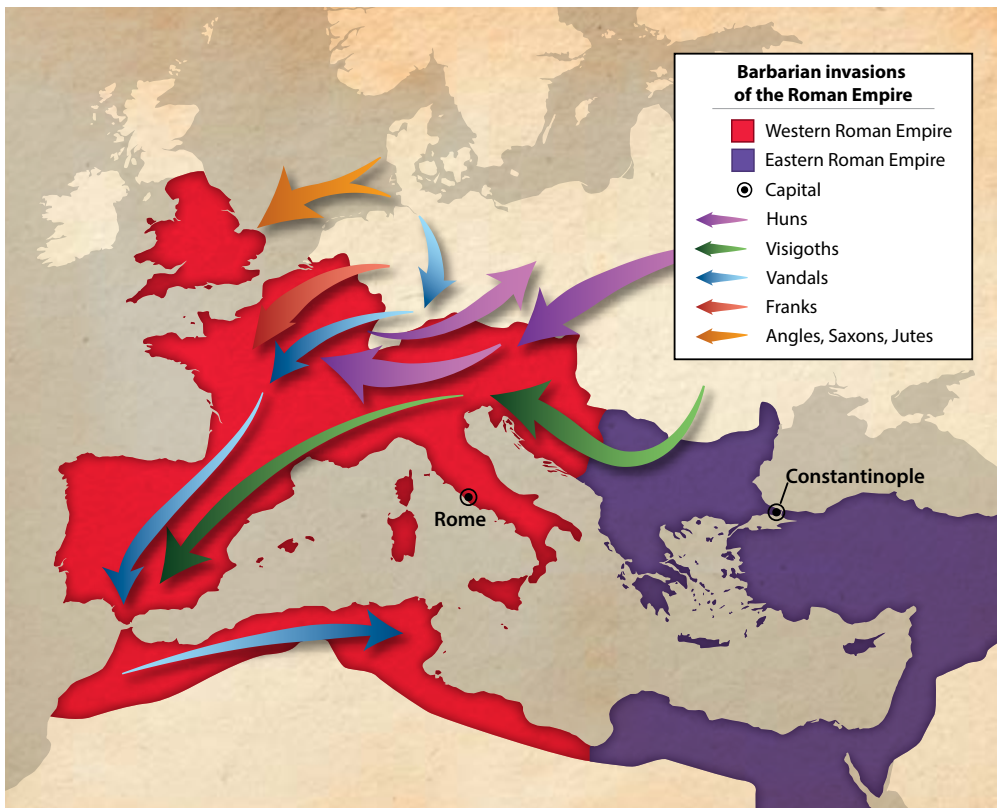 Barbarian invasions
of the Roman Empire
Western Roman Empire
Eastern Roman Empire
Capital
Huns
Visigoths
Vandals
Franks
Angles, Saxons, Jutes
Constantinople
Rome